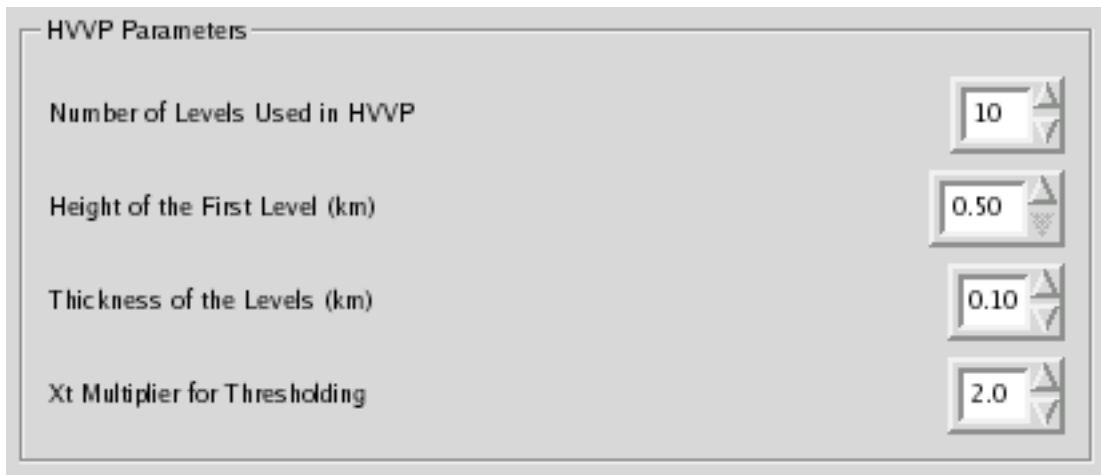 HVVP Parameters
Number of Levels Used in HVVP
10
Height of the First Level (km)
0.50
Thickness of the Levels (km)
0.10
Xt Multiplier for Thresholding
2.0